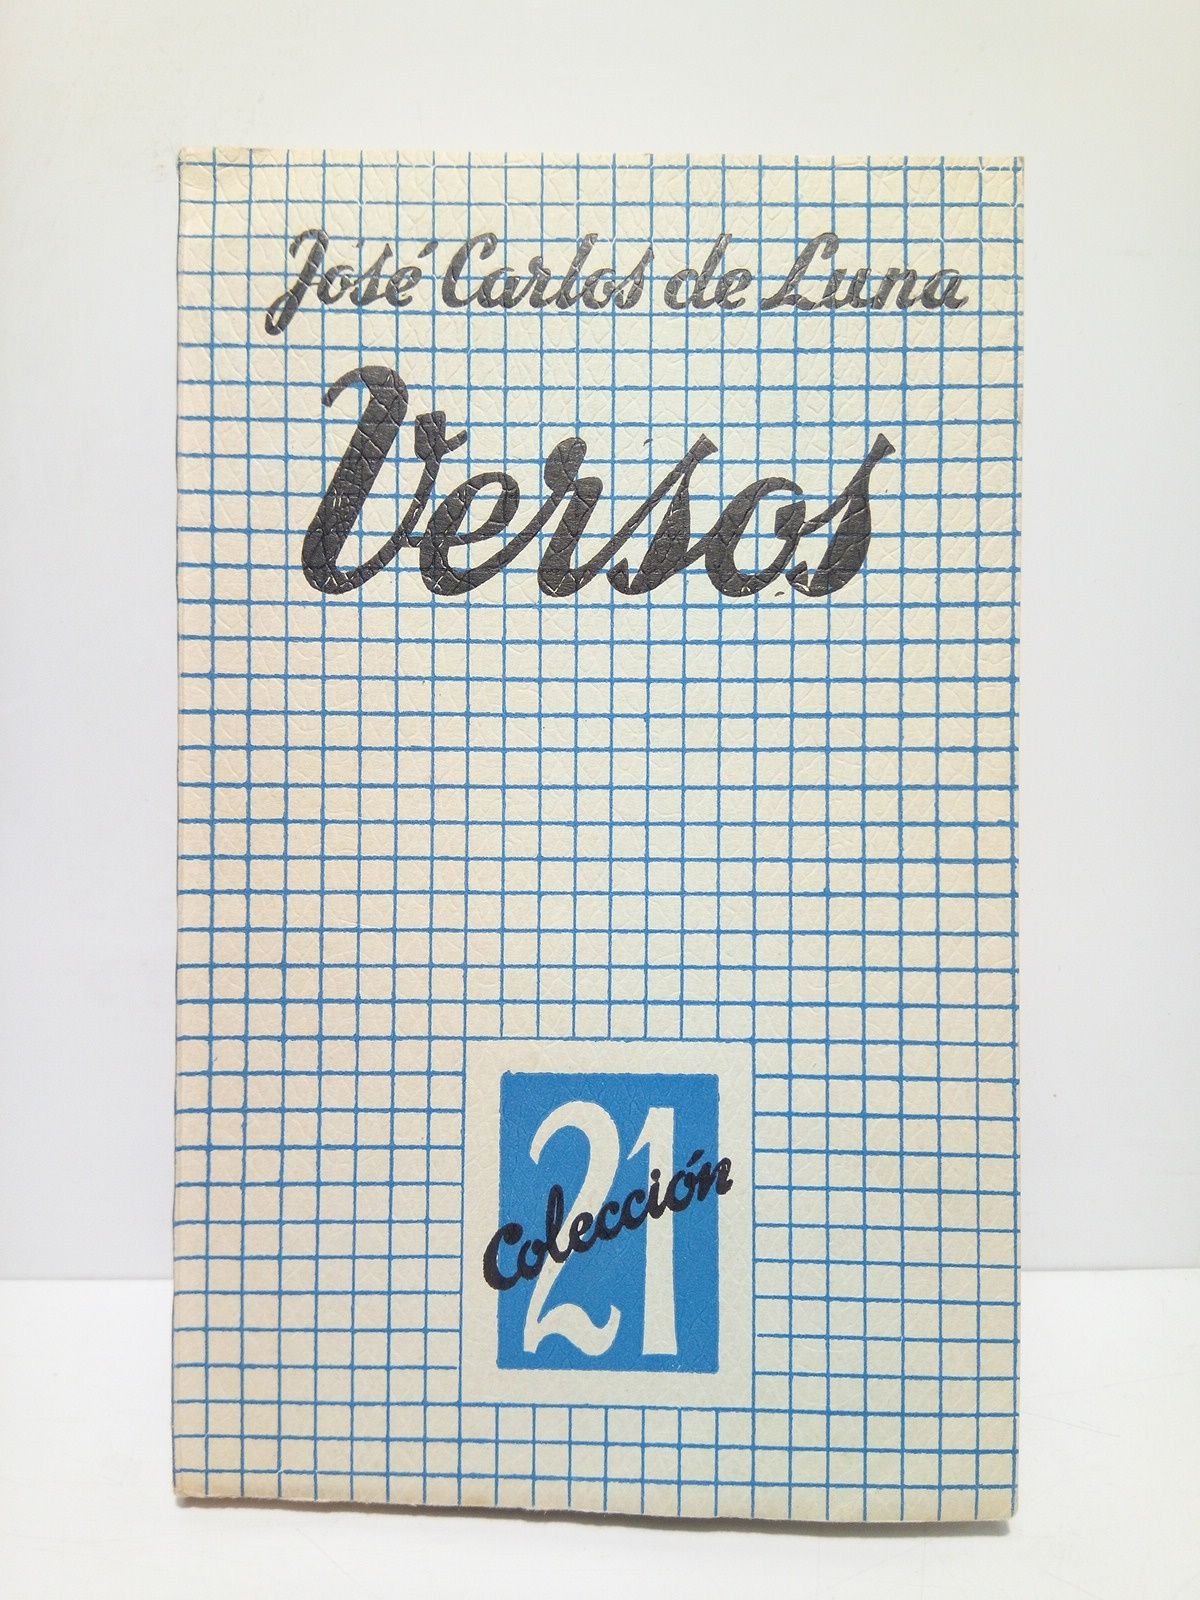 José Carlos de Luna
Versos
21
Colección